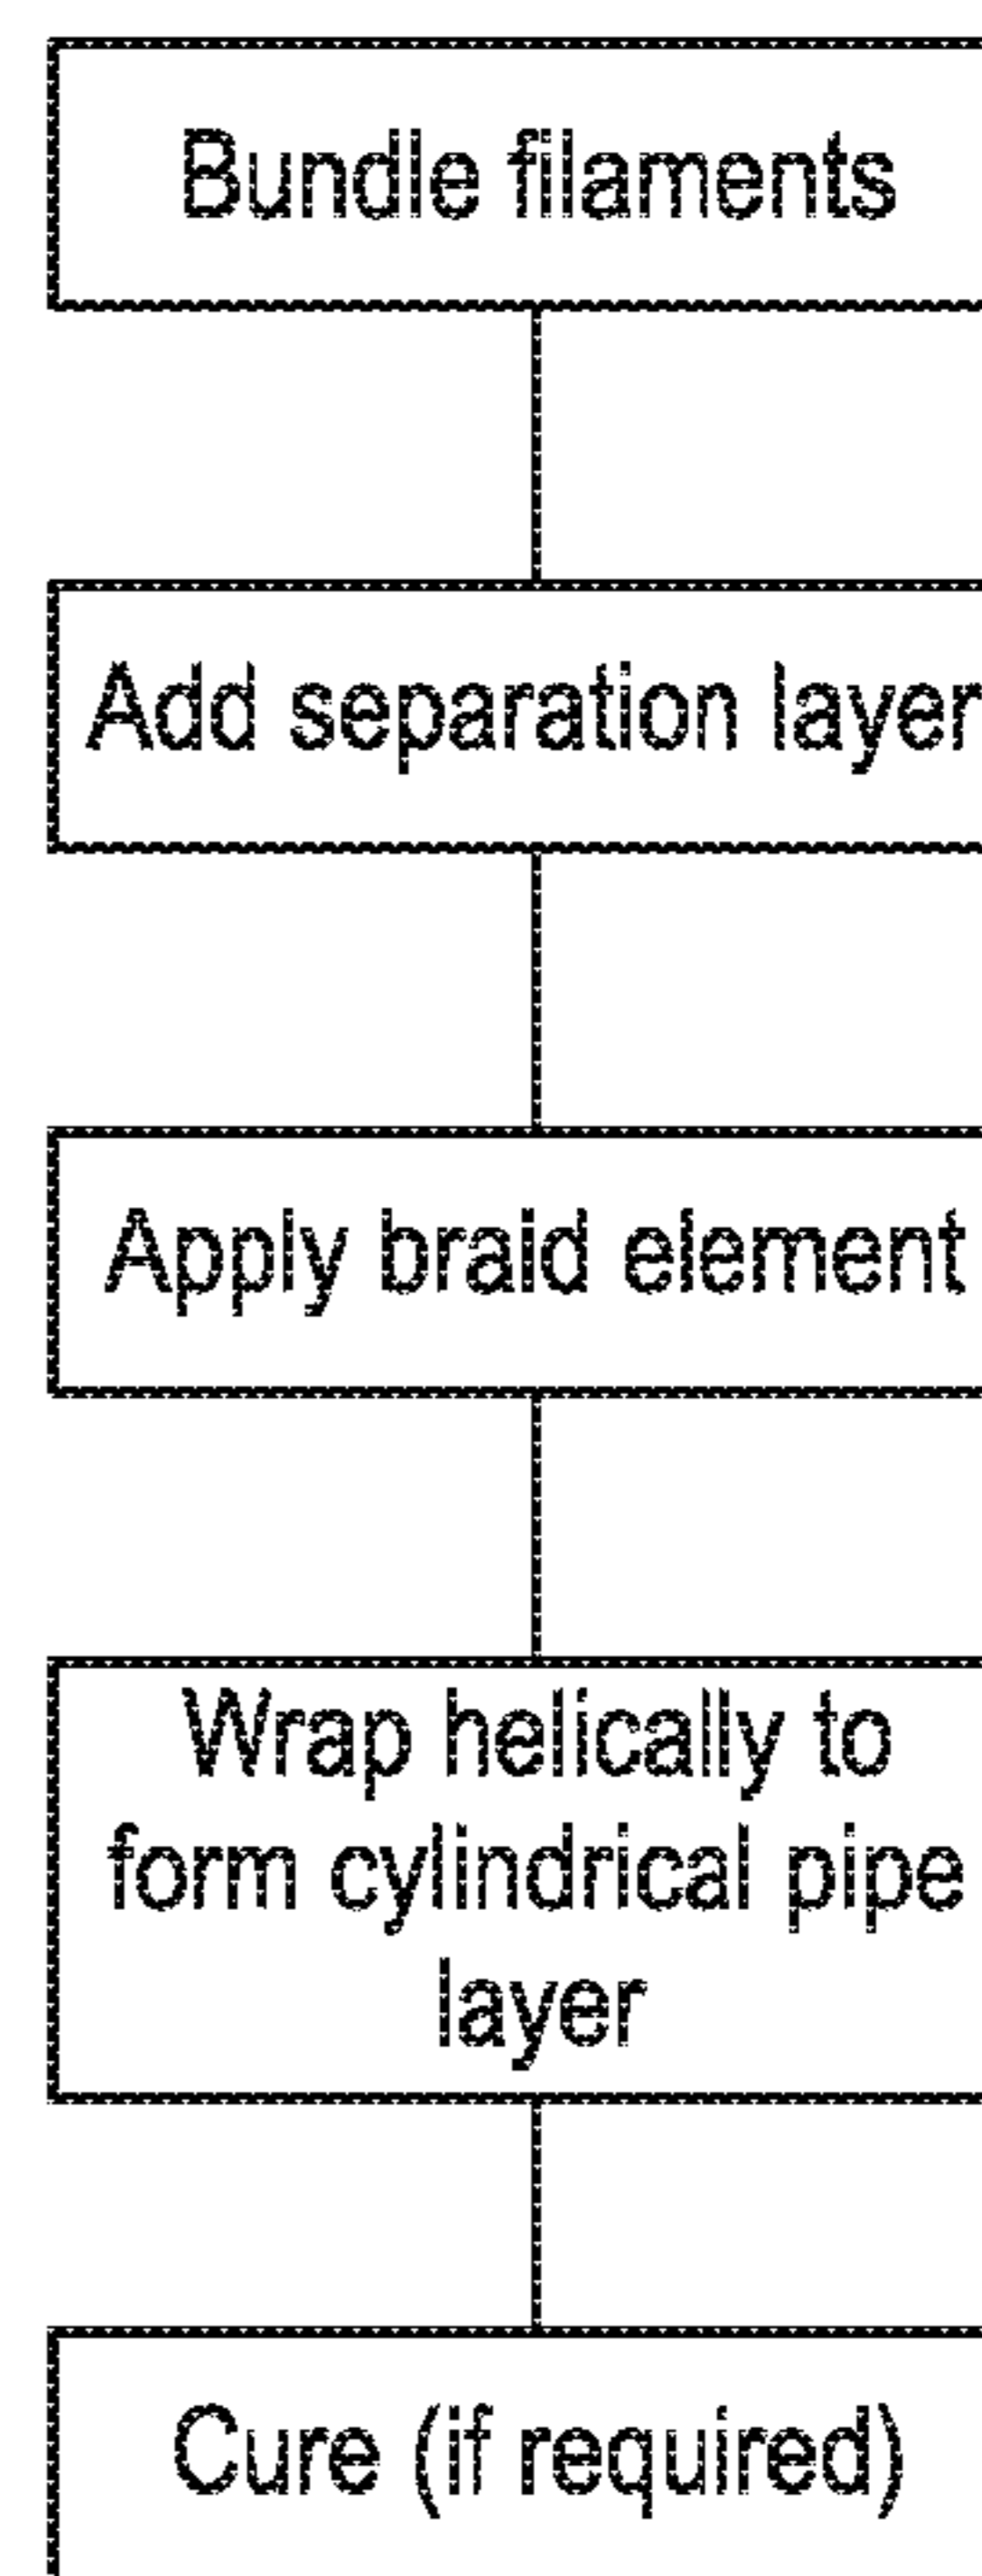 Bundle filaments
Add separation layer
Apply braid element
Wrap helically to
form cylindrical pipe
layer
Cure (if required)